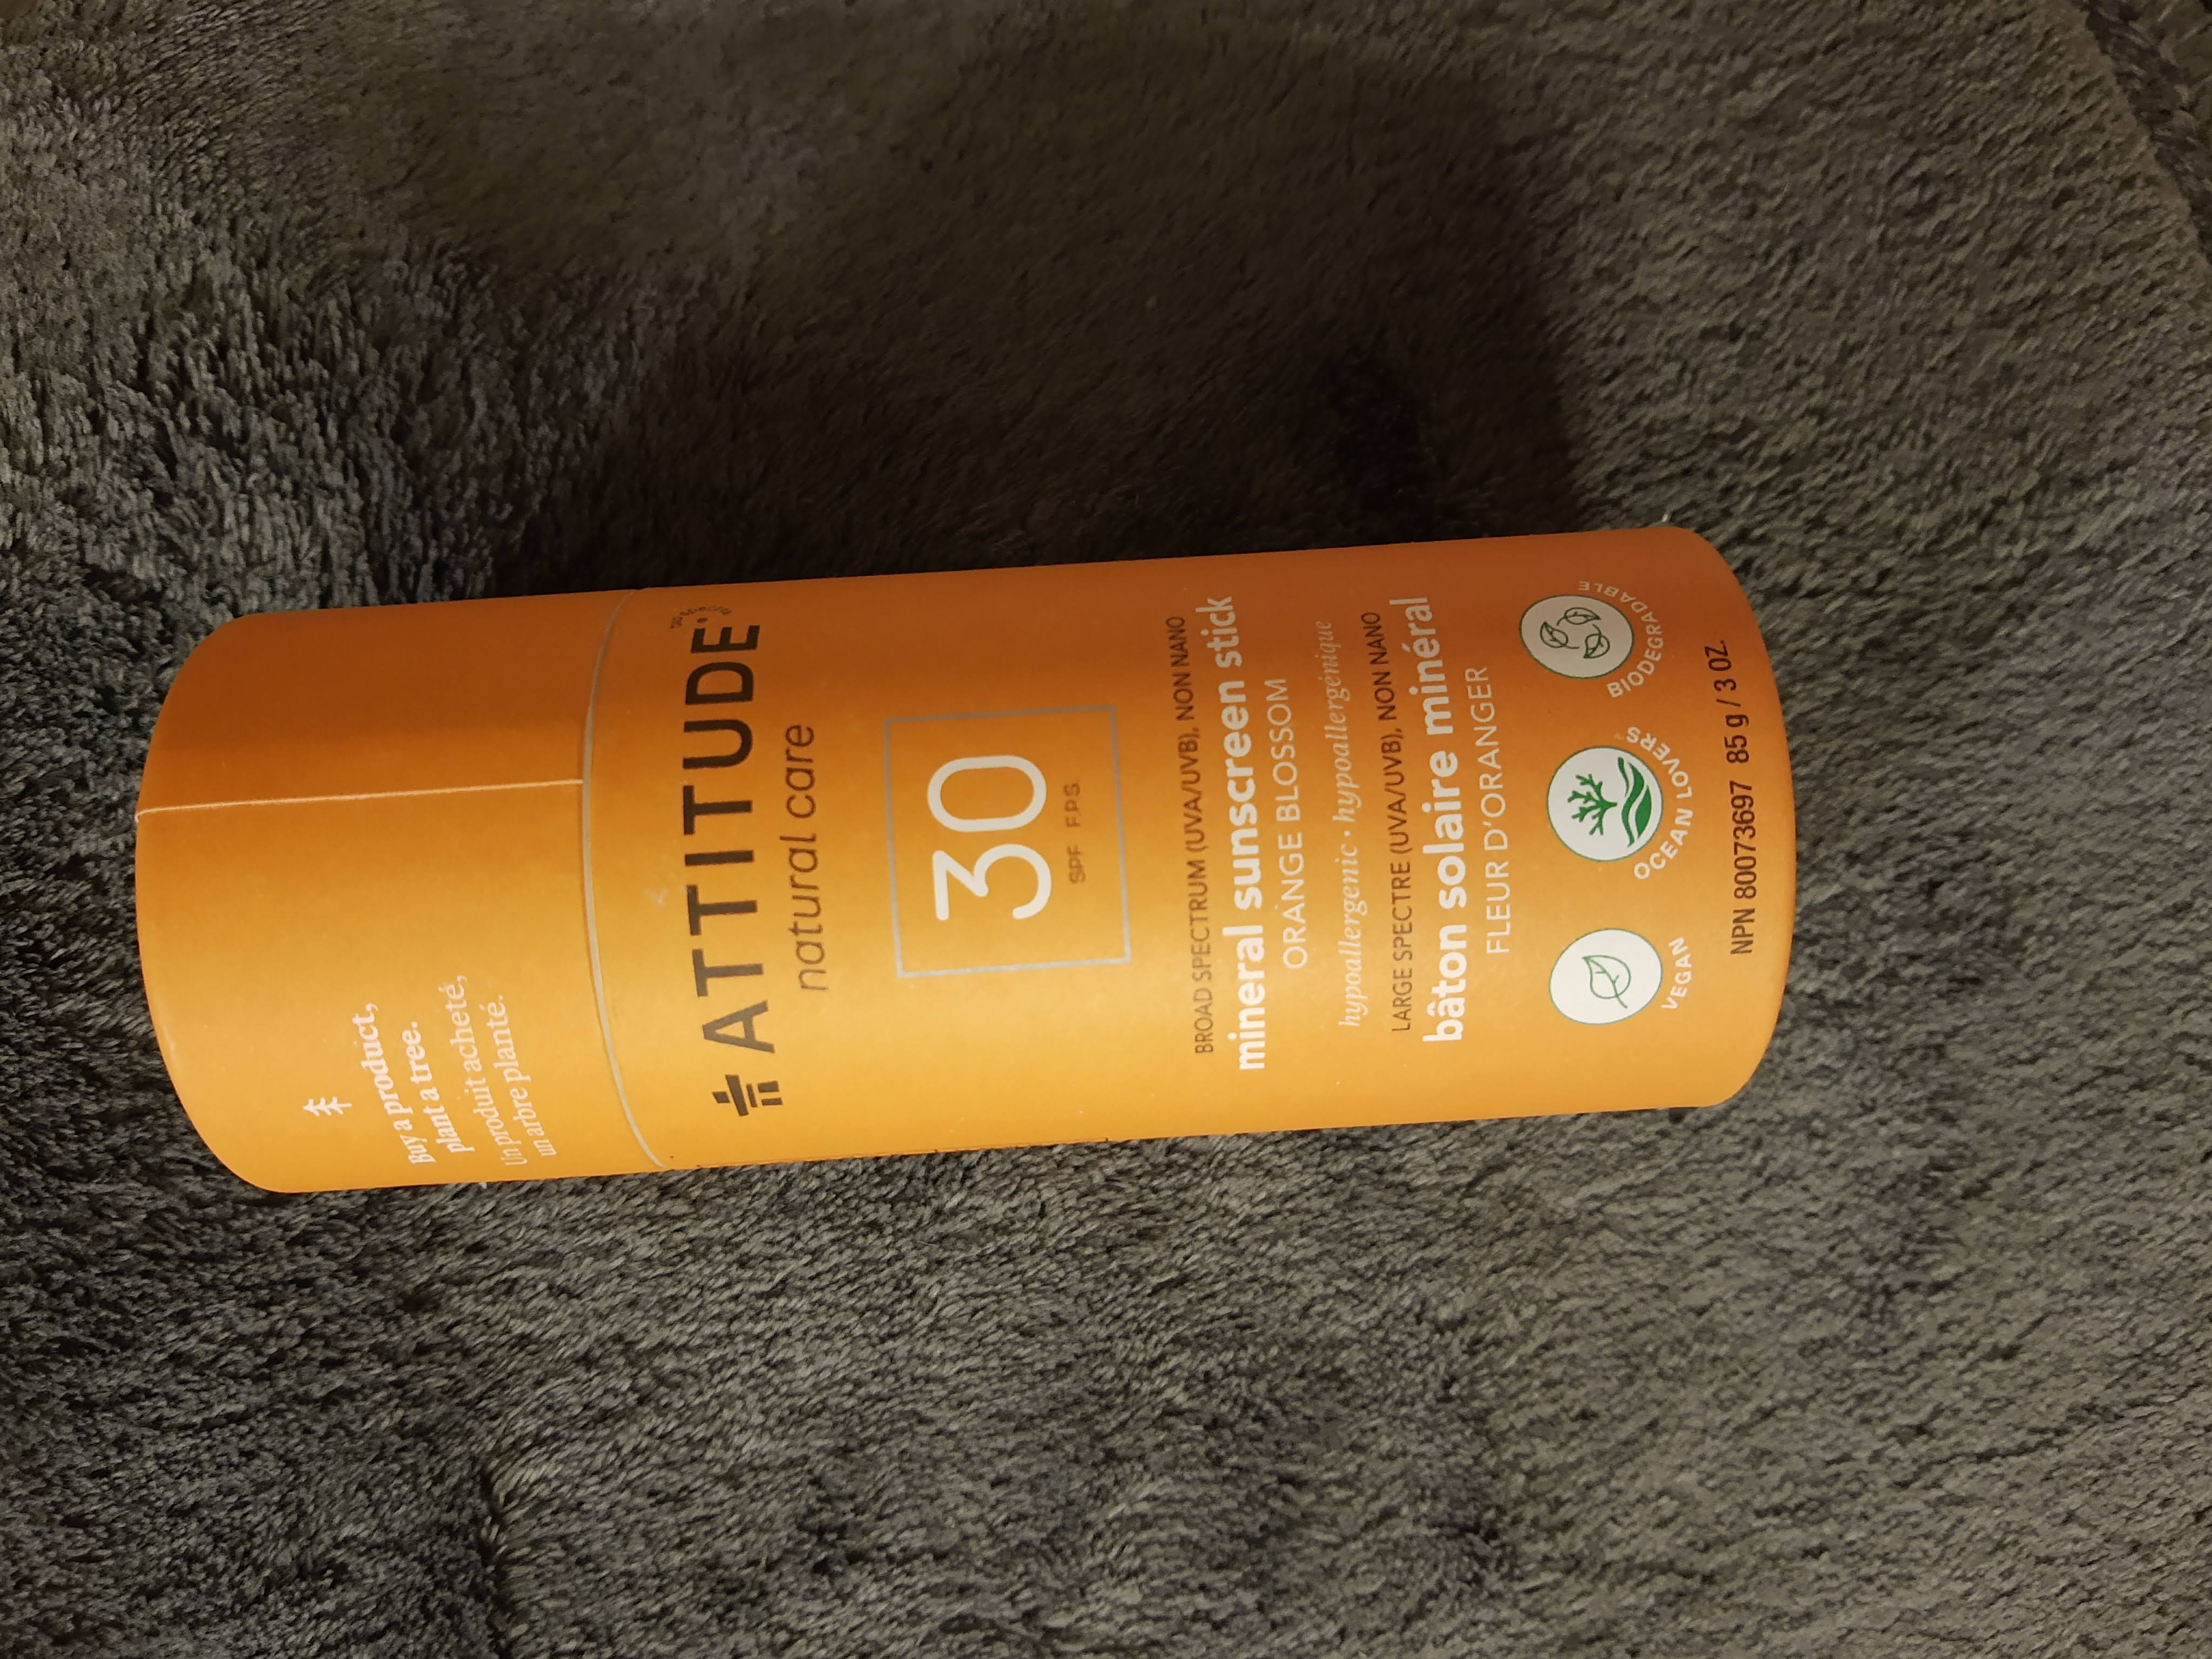 Buy a product,
plant a tree.
Un produit acheté,
un arbre planté.
ATTITUDE
natural care
30
SPF F.P.S.
BROAD SPECTRUM (UVA/UVB), NON NANO
mineral sunscreen stick
ORANGE BLOSSOM
hypoallergenic • hypoallergénique
LARGE SPECTRE (UVA/UVB), NON NANO
bâton solaire minéral
FLEUR D'ORANGER
VEGAN
OCEAN LOVERS
BIODEGRADABLE
NPN 80073697 85 g / 3 OZ.